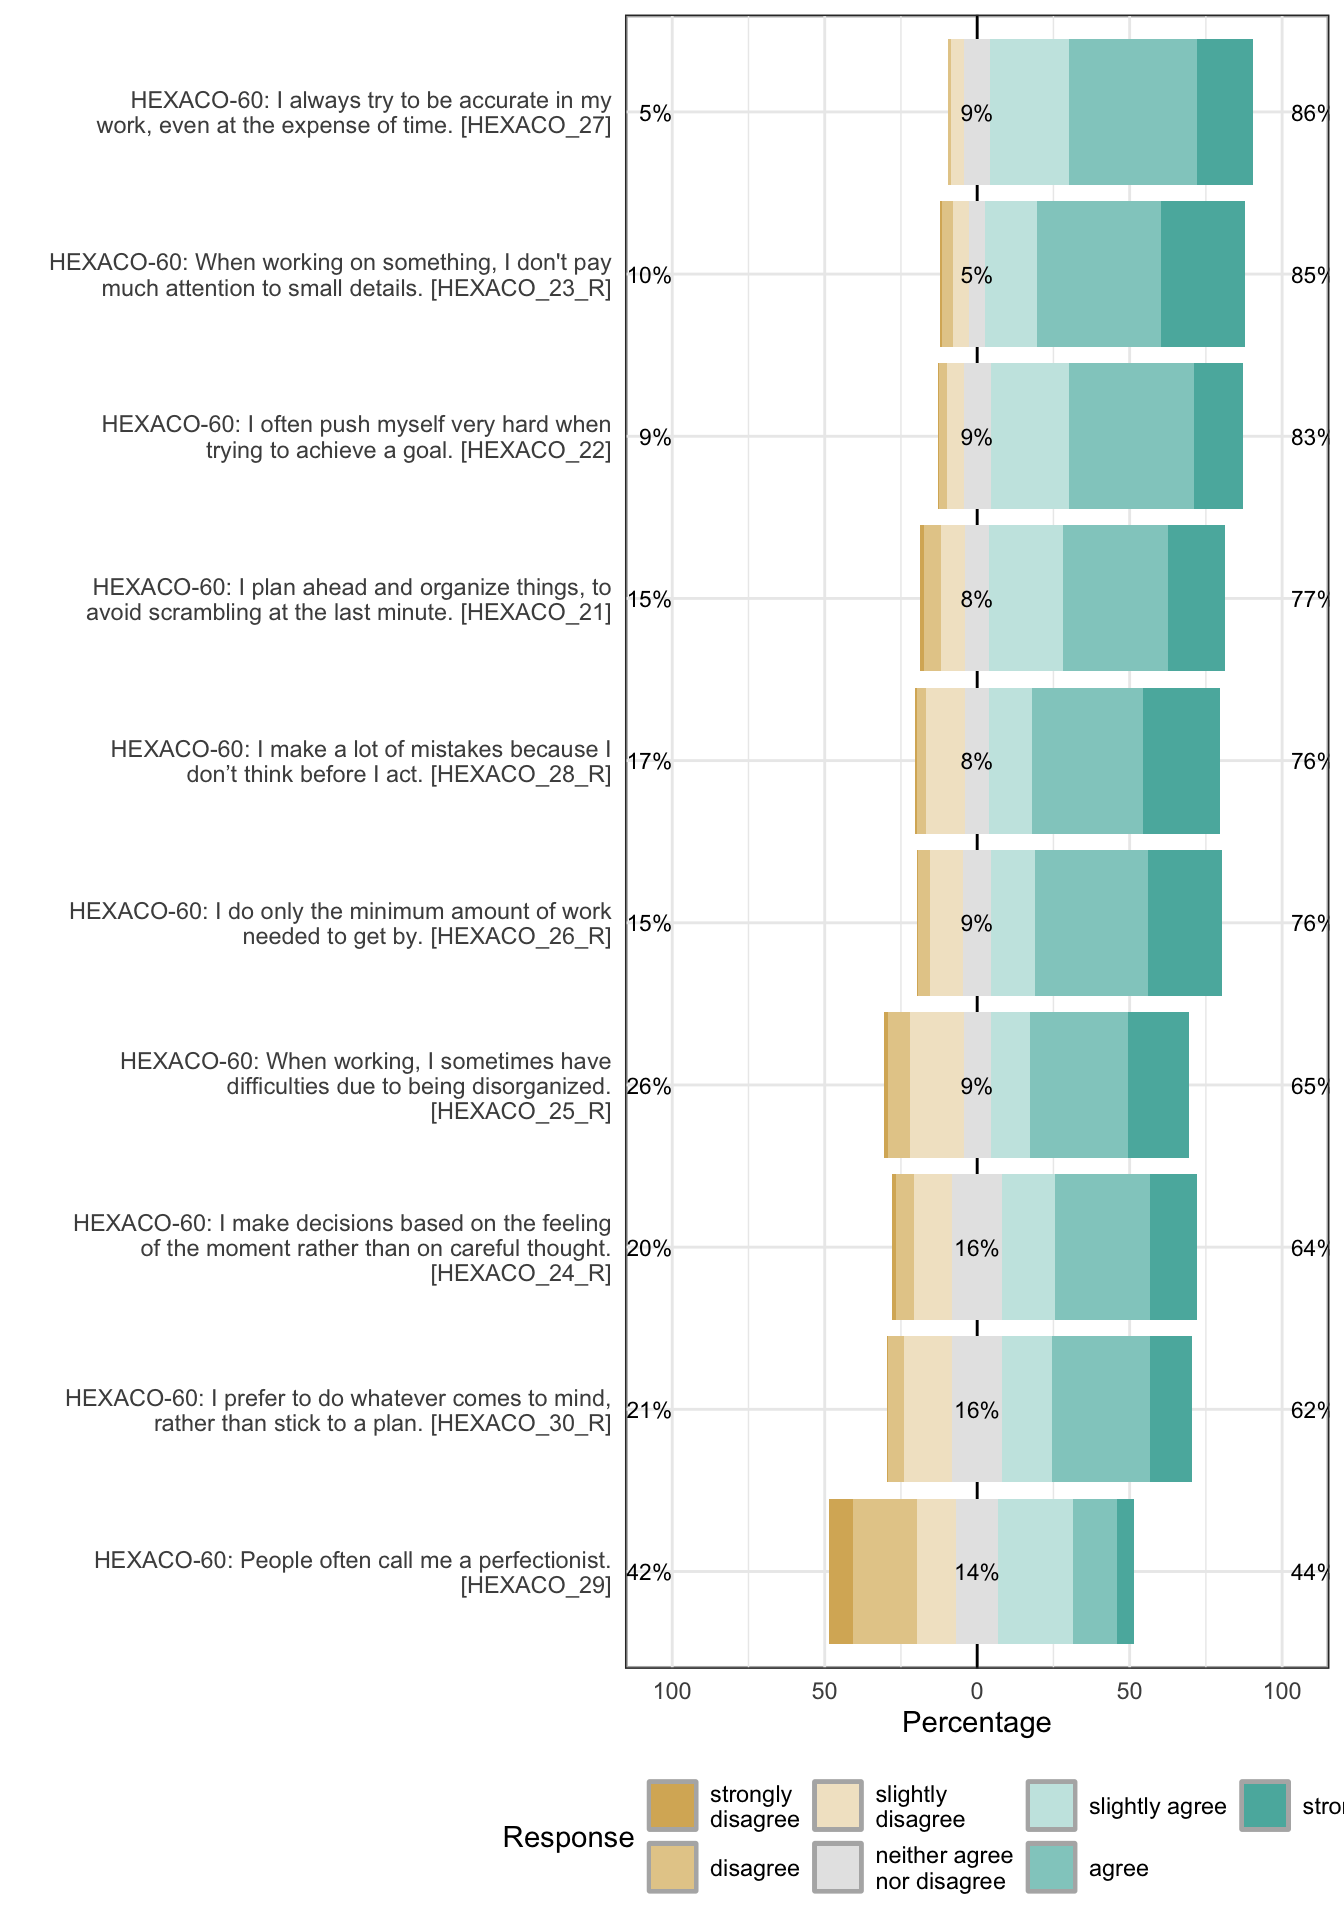 HEXACO-60: I always try to be accurate in my
work, even at the expense of time. [HEXACO_27]
5%
9%
86%
HEXACO-60: When working on something, I don't pay
much attention to small details. [HEXACO_23_R]
10%
5%
85%
HEXACO-60: I often push myself very hard when
trying to achieve a goal. [HEXACO_22]
9%
9%
83%
HEXACO-60: I plan ahead and organize things, to
avoid scrambling at the last minute. [HEXACO_21]
15%
8%
77%
HEXACO-60: I make a lot of mistakes because I
don’t think before I act. [HEXACO_28_R]
17%
8%
76%
HEXACO-60: I do only the minimum amount of work
needed to get by. [HEXACO_26_R]
15%
9%
76%
HEXACO-60: When working, I sometimes have
difficulties due to being disorganized.
[HEXACO_25_R]
26%
9%
65%
HEXACO-60: I make decisions based on the feeling
of the moment rather than on careful thought.
[HEXACO_24_R]
20%
16%
64%
HEXACO-60: I prefer to do whatever comes to mind,
rather than stick to a plan. [HEXACO_30_R]
21%
16%
62%
HEXACO-60: People often call me a perfectionist.
[HEXACO_29]
42%
14%
44%
100 50 0 50 100
Percentage
Response
strongly
disagree
disagree
slightly
disagree
neither agree
nor disagree
slightly agree
agree